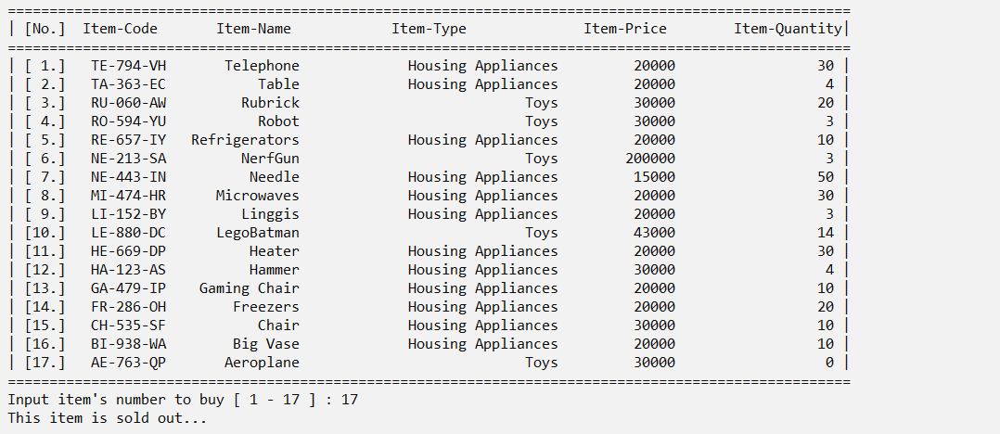 =====================================================================================================
| [No.]  Item-Code       Item-Name            Item-Type              Item-Price        Item-Quantity|
=====================================================================================================
| [ 1.]   TE-794-VH       Telephone             Housing Appliances         20000                 30 |
| [ 2.]   TA-363-EC           Table             Housing Appliances         20000                  4 |
| [ 3.]   RU-060-AW         Rubrick                           Toys         30000                 20 |
| [ 4.]   RO-594-YU           Robot                           Toys         30000                  3 |
| [ 5.]   RE-657-IY   Refrigerators             Housing Appliances         20000                 10 |
| [ 6.]   NE-213-SA         NerfGun                           Toys        200000                  3 |
| [ 7.]   NE-443-IN          Needle             Housing Appliances         15000                 50 |
| [ 8.]   MI-474-HR      Microwaves             Housing Appliances         20000                 30 |
| [ 9.]   LI-152-BY         Linggis             Housing Appliances         20000                  3 |
| [10.]   LE-880-DC      LegoBatman                           Toys         43000                 14 |
| [11.]   HE-669-DP          Heater             Housing Appliances         20000                 30 |
| [12.]   HA-123-AS          Hammer             Housing Appliances         30000                  4 |
| [13.]   GA-479-IP    Gaming Chair             Housing Appliances         20000                 10 |
| [14.]   FR-286-OH        Freezers             Housing Appliances         20000                 20 |
| [15.]   CH-535-SF           Chair             Housing Appliances         30000                 10 |
| [16.]   BI-938-WA        Big Vase             Housing Appliances         20000                 10 |
| [17.]   AE-763-QP       Aeroplane                           Toys         30000                  0 |
=====================================================================================================
Input item's number to buy [ 1 - 17 ] : 17
This item is sold out...